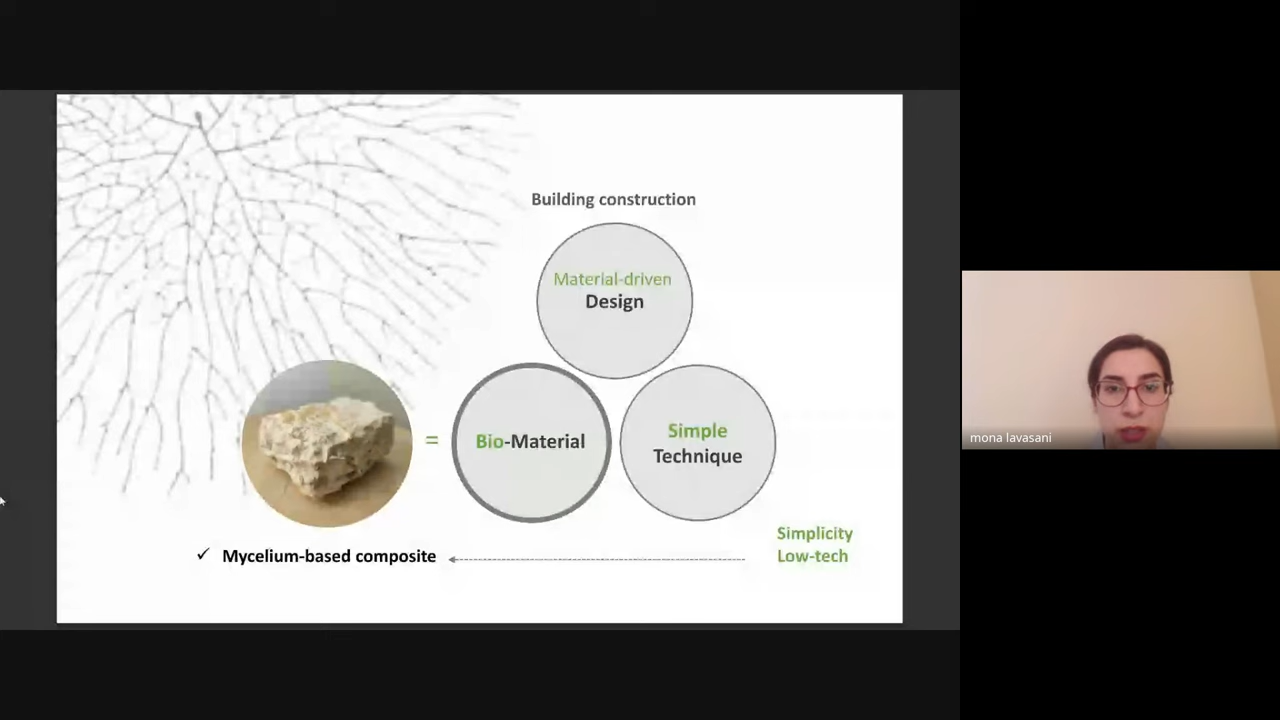 Building construction
Material-driven
Design
= Bio-Material
Simple
Technique
Simplicity
Low-tech
✓ Mycelium-based composite
mona lavasani